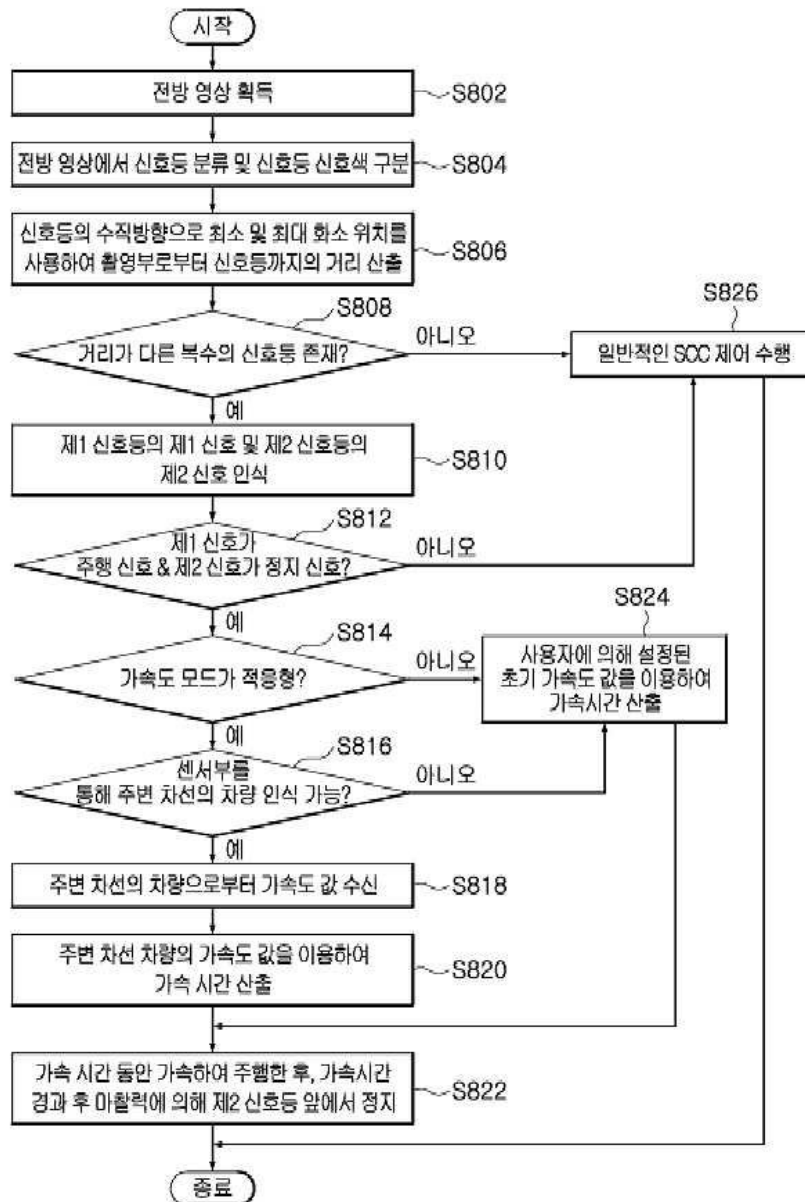 시작
전방 영상 획득
S802
전방 영상에서 신호등 분류 및 신호등 신호색 구분
S804
신호등의 수직방향으로 최소 및 최대 화소 위치를
사용하여 촬영부로부터 신호등까지의 거리 산출
S806
S808
거리가 다른 복수의 신호등 존재?
아니오
S826
일반적인 SCC 제어 수행
예
제1 신호등의 제1 신호 및 제2 신호등의
제2 신호 인식
S810
S812
제1 신호가
주행 신호 & 제2 신호가 정지 신호?
아니오
예
S814
가속도 모드가 적응형?
아니오
S824
사용자에 의해 설정된
초기 가속도 값을 이용하여
가속시간 산출
예
S816
센서부를
통해 주변 차선의 차량 인식 가능?
아니오
예
주변 차선의 차량으로부터 가속도 값 수신
S818
주변 차선 차량의 가속도 값을 이용하여
가속 시간 산출
S820
가속 시간 동안 가속하여 주행한 후, 가속시간
경과 후 마찰력에 의해 제2 신호등 앞에서 정지
S822
종료